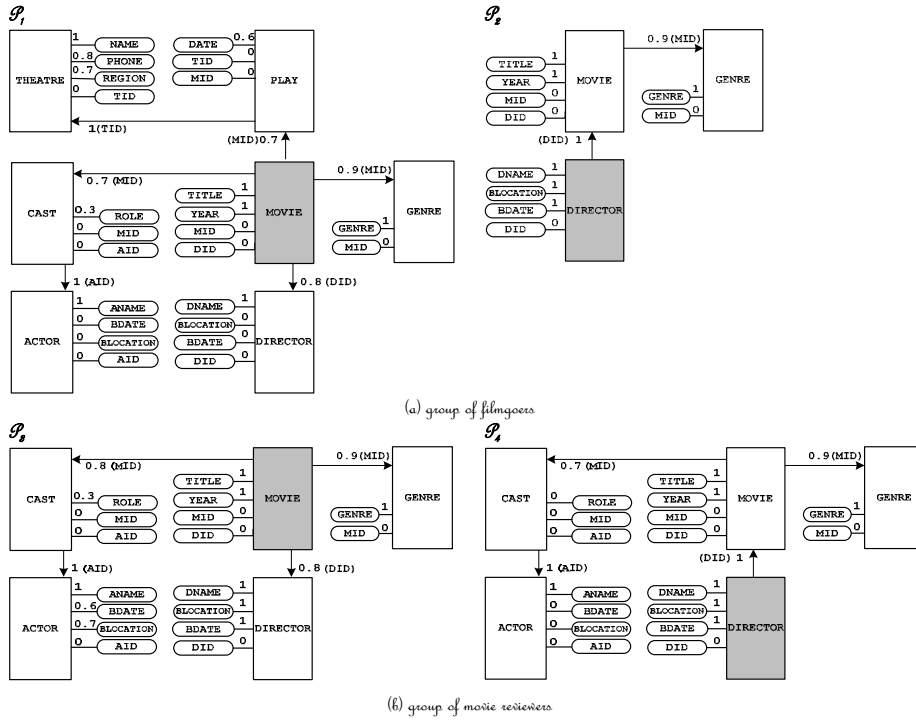 P1
P2
1
NAME
0.8
PHONE
0.7
REGION
0
TID
THEATRE
DATE
0.6
TID
0
MID
0
PLAY
1(TID)
(MID)0.7
0.9(MID)
TITLE
1
YEAR
1
MID
0
DID
0
MOVIE
GENRE
1
MID
0
GENRE
(DID) 1
DNAME
1
BLOCATION
1
BDATE
1
DID
0
DIRECTOR
0.7(MID)
0.9(MID)
CAST
0.3
ROLE
0
MID
0
AID
TITLE
1
YEAR
1
MID
0
DID
0
MOVIE
GENRE
1
MID
0
GENRE
1(AID)
0.8(DID)
ACTOR
1
ANAME
0
BDATE
0
BLOCATION
0
AID
DNAME
1
BLOCATION
0
BDATE
0
DID
0
DIRECTOR
(a) group of filmgoers
P3
P4
0.8(MID)
0.9(MID)
CAST
0.3
ROLE
0
MID
0
AID
TITLE
1
YEAR
1
MID
0
DID
0
MOVIE
GENRE
1
MID
0
GENRE
1(AID)
0.8(DID)
ACTOR
1
ANAME
0.6
BDATE
0.7
BLOCATION
0
AID
DNAME
1
BLOCATION
1
BDATE
1
DID
0
DIRECTOR
0.7(MID)
0.9(MID)
CAST
0
ROLE
0
MID
0
AID
TITLE
1
YEAR
1
MID
0
DID
0
MOVIE
GENRE
1
MID
0
GENRE
1(AID)
(DID) 1
ACTOR
1
ANAME
0
BDATE
0
BLOCATION
0
AID
DNAME
1
BLOCATION
1
BDATE
1
DID
0
DIRECTOR
(b) group of movie reviewers